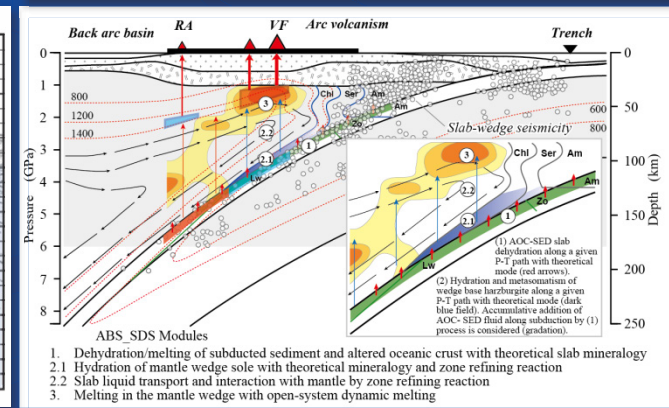 Back arc basin RA VF Arc volcanism Trench
0 0
1 800 Chl Ser Am
1200 3 Am 600 50
2 1400 2.2 Zo 800
3 2.1 1 Slab-wedge seismicity
Lw 100
4 3 Chl Ser Am
5 2.2 Am 150
6 2.1 1 Zo
7 Lw 200
8 250
Pressure (GPa)
Depth (km)
(1) AOC-SED slab
dehydration along a given
P-T path with theoretical
mode (red arrows).
(2) Hydration and metasomatism of
wedge base harzburgite along a given
P-T path with theoretical mode (dark
blue field). Accumulative addition of
AOC- SED fluid along subduction by (1)
process is considered (gradation).
ABS_SDS Modules
1. Dehydration/melting of subducted sediment and altered oceanic crust with theoretical slab mineralogy
2.1 Hydration of mantle wedge sole with theoretical mineralogy and zone refining reaction
2.2 Slab liquid transport and interaction with mantle by zone refining reaction
3. Melting in the mantle wedge with open-system dynamic melting